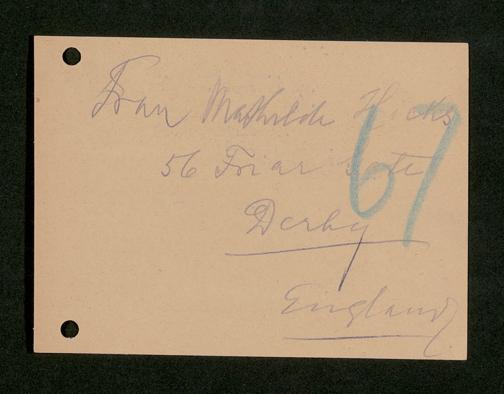 Frau Mathilde Hicks
56 Friar Gate
Derby
England
67